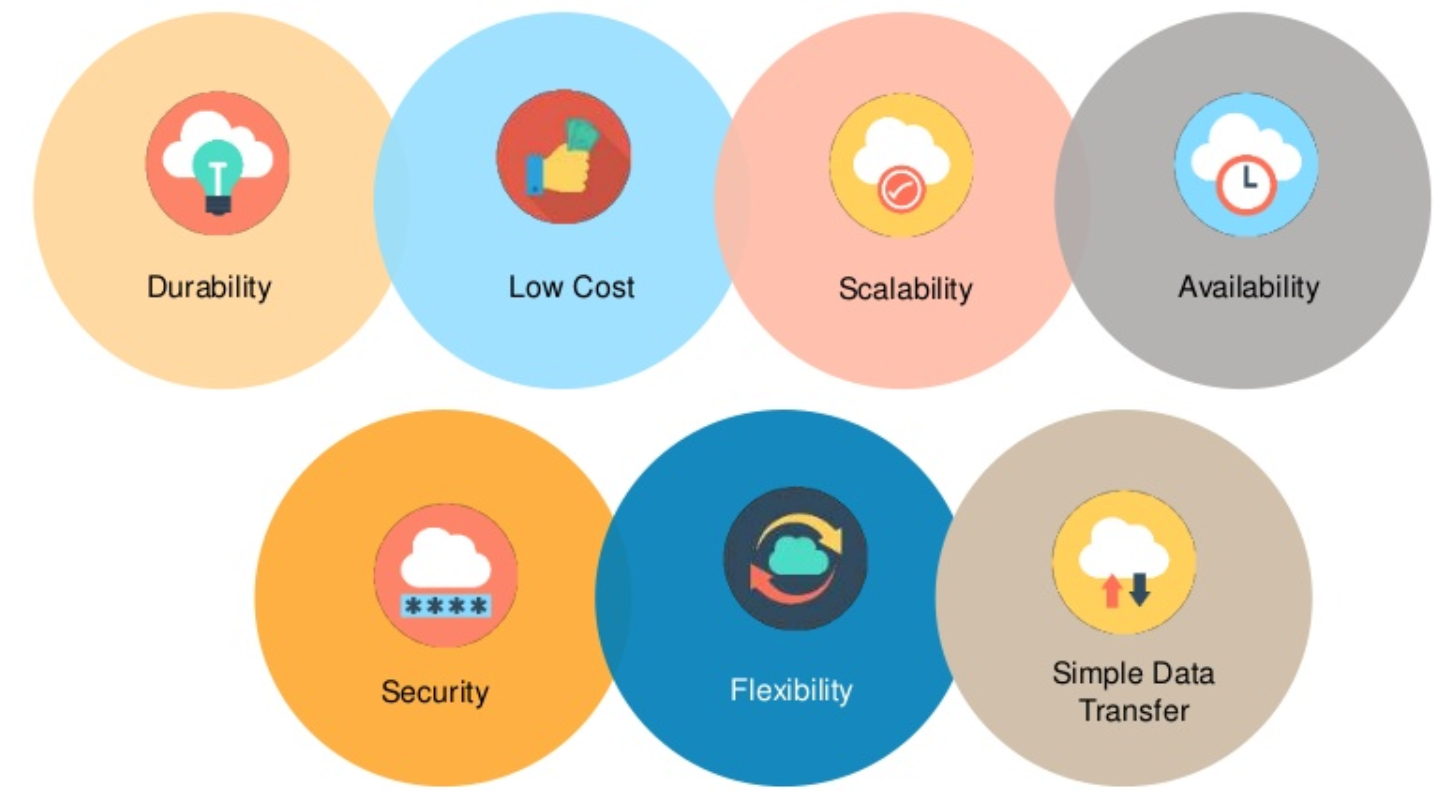 Durability
Low Cost
Scalability
Availability
****
Security
Flexibility
Simple Data
Transfer